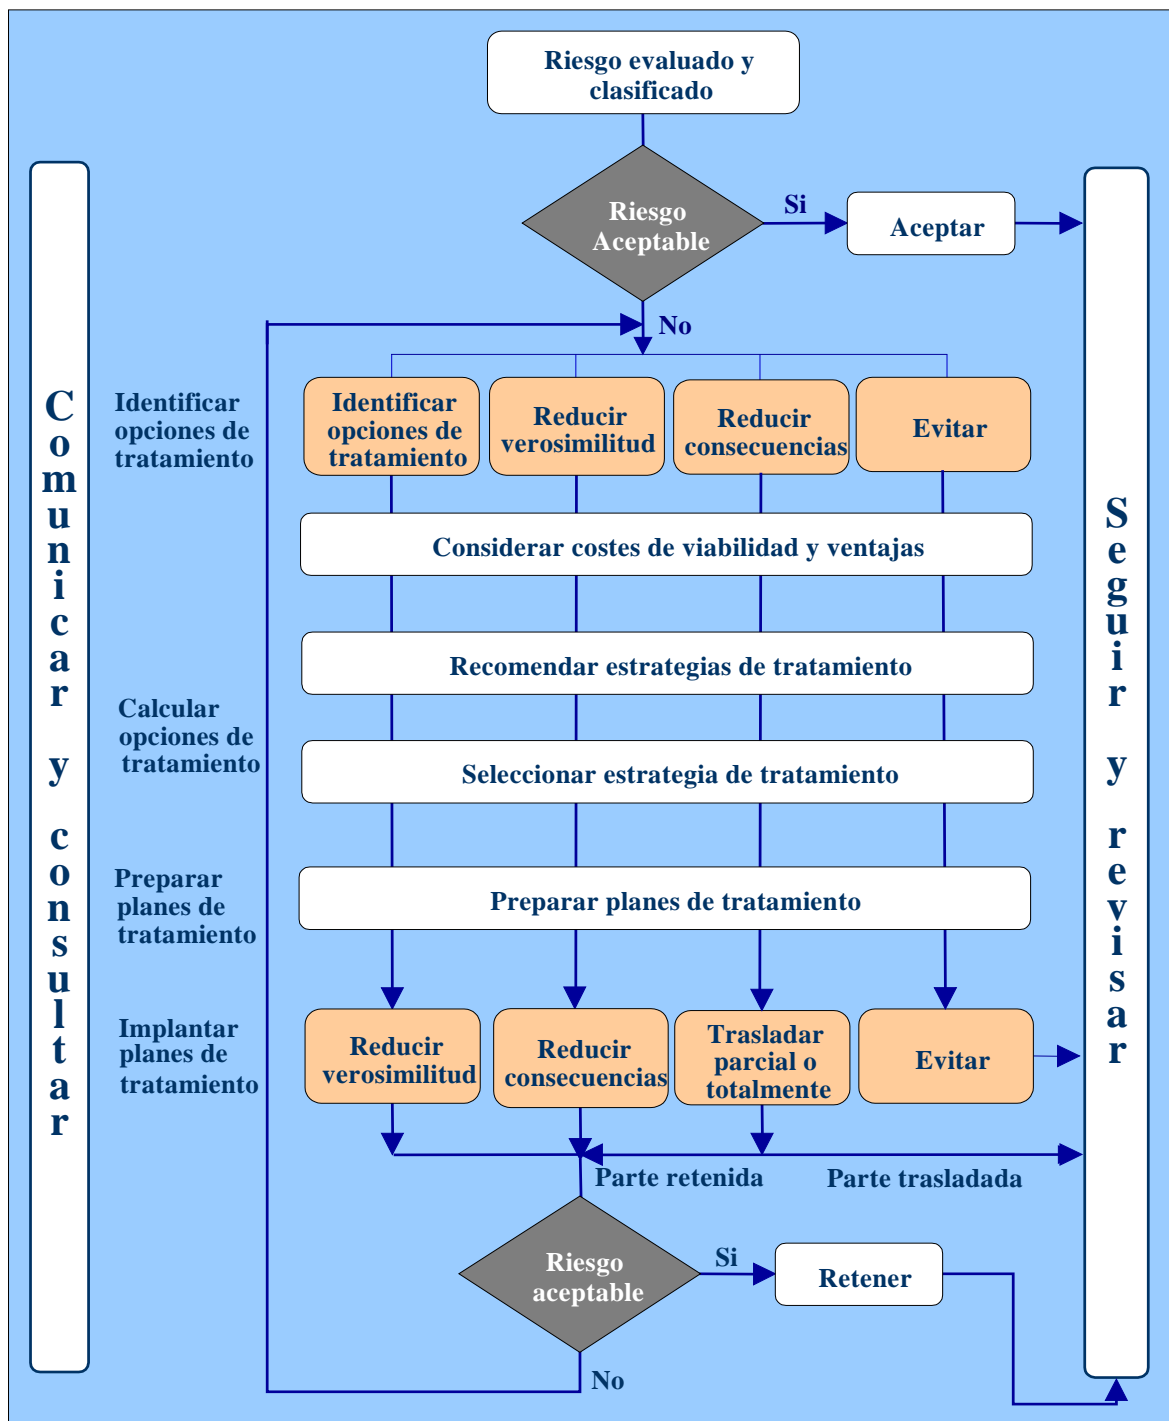 Riesgo evaluado y
clasificado
Riesgo
Aceptable
Si
Aceptar
No
Comunicar y consultar
Seguir y revisar
Identificar
opciones de
tratamiento
Identificar
opciones de
tratamiento
Reducir
verosimilitud
Reducir
consecuencias
Evitar
Considerar costes de viabilidad y ventajas
Recomendar estrategias de tratamiento
Calcular
opciones de
tratamiento
Seleccionar estrategia de tratamiento
Preparar
planes de
tratamiento
Preparar planes de tratamiento
Implantar
planes de
tratamiento
Reducir
verosimilitud
Reducir
consecuencias
Trasladar
parcial o
totalmente
Evitar
Parte retenida
Parte trasladada
Riesgo
aceptable
Si
Retener
No